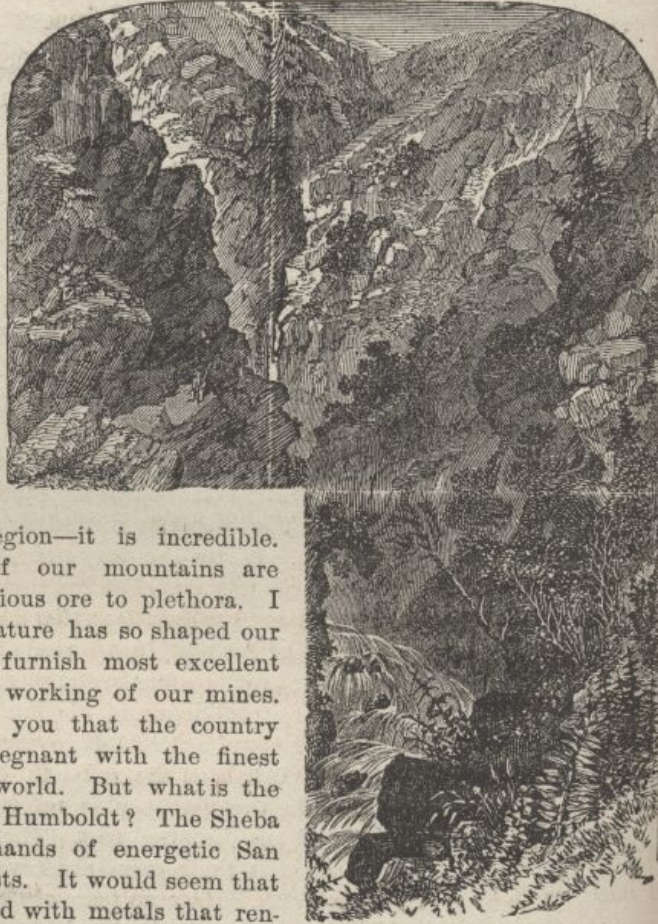 egion—it is incredible.
f our mountains are
ious ore to plethora. I
ature has so shaped our
furnish most excellent
working of our mines.
you that the country
egnant with the finest
world. But what is the
Humboldt? The Sheba
ands of energetic San
sts. It would seem that
d with metals that ren-